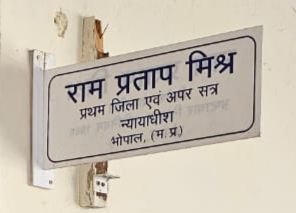 राम प्रताप मिश्र
प्रथम जिला एवं अपर सत्र
न्यायाधीश
भोपाल, (म. प्र.)